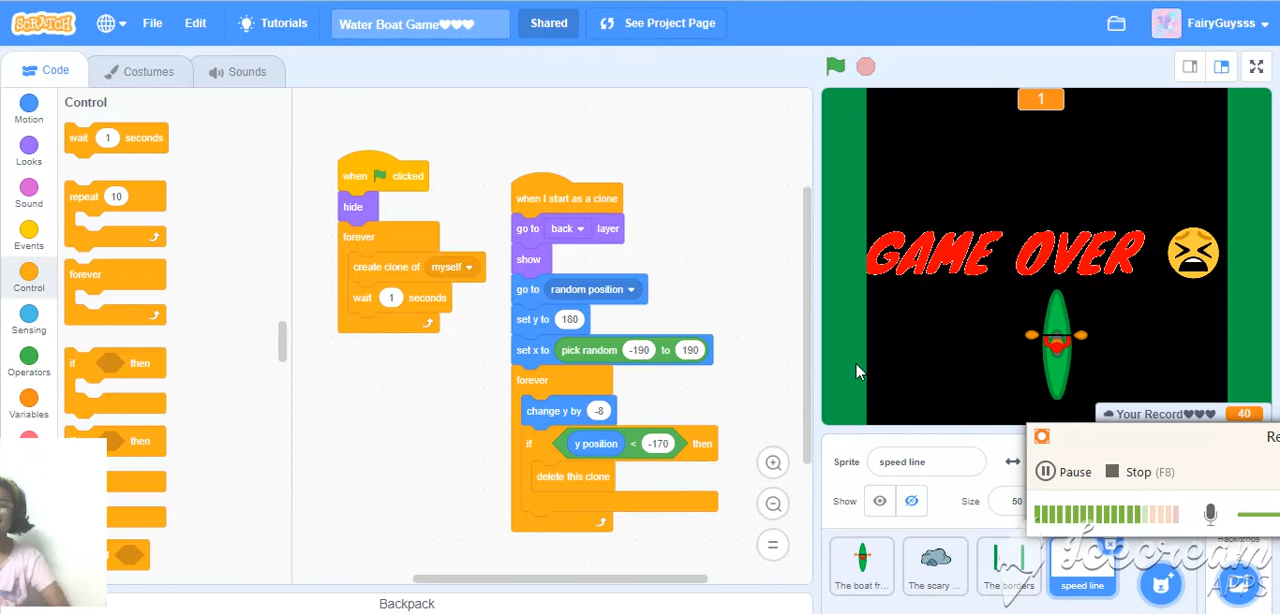 SCRATCH
File
Edit
Tutorials
Water Boat Game♥♥♥
Shared
See Project Page
FairyGuysss
Code
Costumes
Sounds
Motion
Looks
Sound
Events
Control
Sensing
Operators
Variables
Control
wait 1 seconds
repeat 10
forever
if then
then
when clicked
hide
forever
create clone of myself
wait 1 seconds
when I start as a clone
go to back layer
show
go to random position
set y to 180
set x to pick random -190 to 190
forever
change y by -8
if y position < -170 then
delete this clone
1
GAME OVER
Your Record♥♥♥ 40
Sprite speed line
Show
Size 50
Re
Pause
Stop (F8)
The boat fr...
The scary ...
The borders
speed line
Backdrops
my Icecream
APPS
Backpack